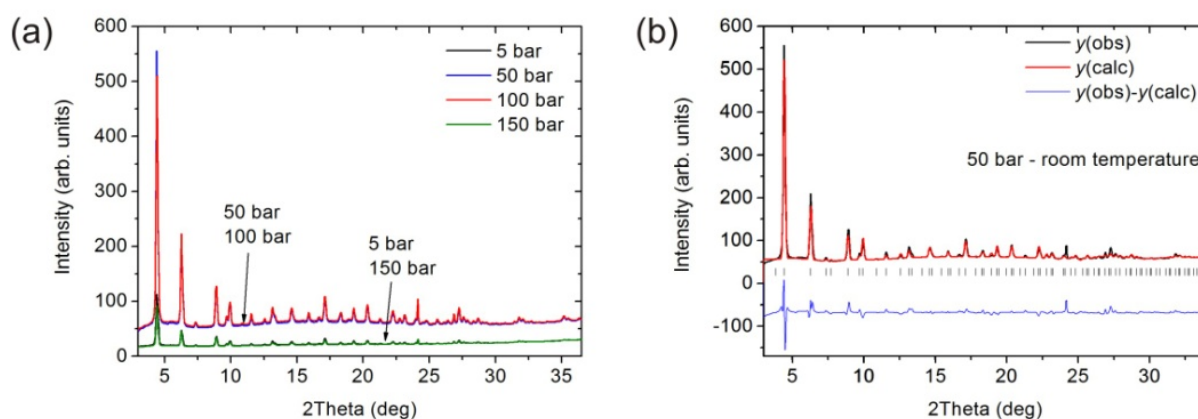 (a)
600
500
400
300
200
100
0
5 bar
50 bar
100 bar
150 bar
50 bar
100 bar
5 bar
150 bar
Intensity (arb. units)
5 10 15 20 25 30 35
2Theta (deg)
(b)
600
500
400
300
200
100
0
-100
y(obs)
y(calc)
y(obs)-y(calc)
50 bar - room temperature
Intensity (arb. units)
5 10 15 20 25 30
2Theta (deg)